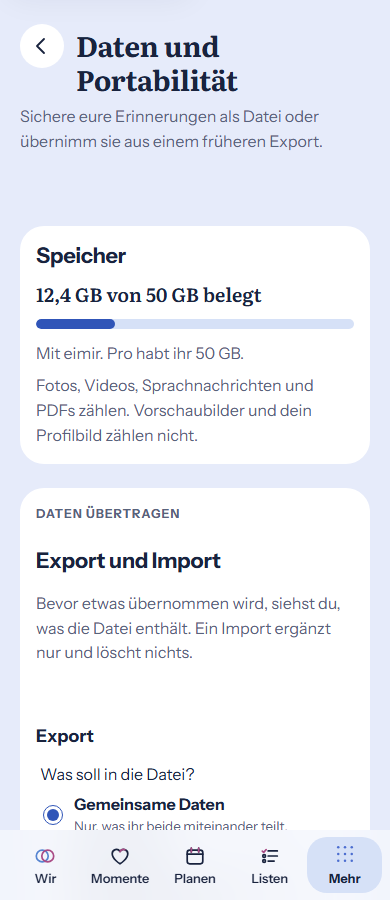 Daten und
Portabilität
Sichere eure Erinnerungen als Datei oder
übernimm sie aus einem früheren Export.
Speicher
12,4 GB von 50 GB belegt
Mit eimir. Pro habt ihr 50 GB.
Fotos, Videos, Sprachnachrichten und
PDFs zählen. Vorschaubilder und dein
Profilbild zählen nicht.
DATEN ÜBERTRAGEN
Export und Import
Bevor etwas übernommen wird, siehst du,
was die Datei enthält. Ein Import ergänzt
nur und löscht nichts.
Export
Was soll in die Datei?
Gemeinsame Daten
Nur, was ihr beide miteinander teilt.
Wir
Momente
Planen
Listen
Mehr